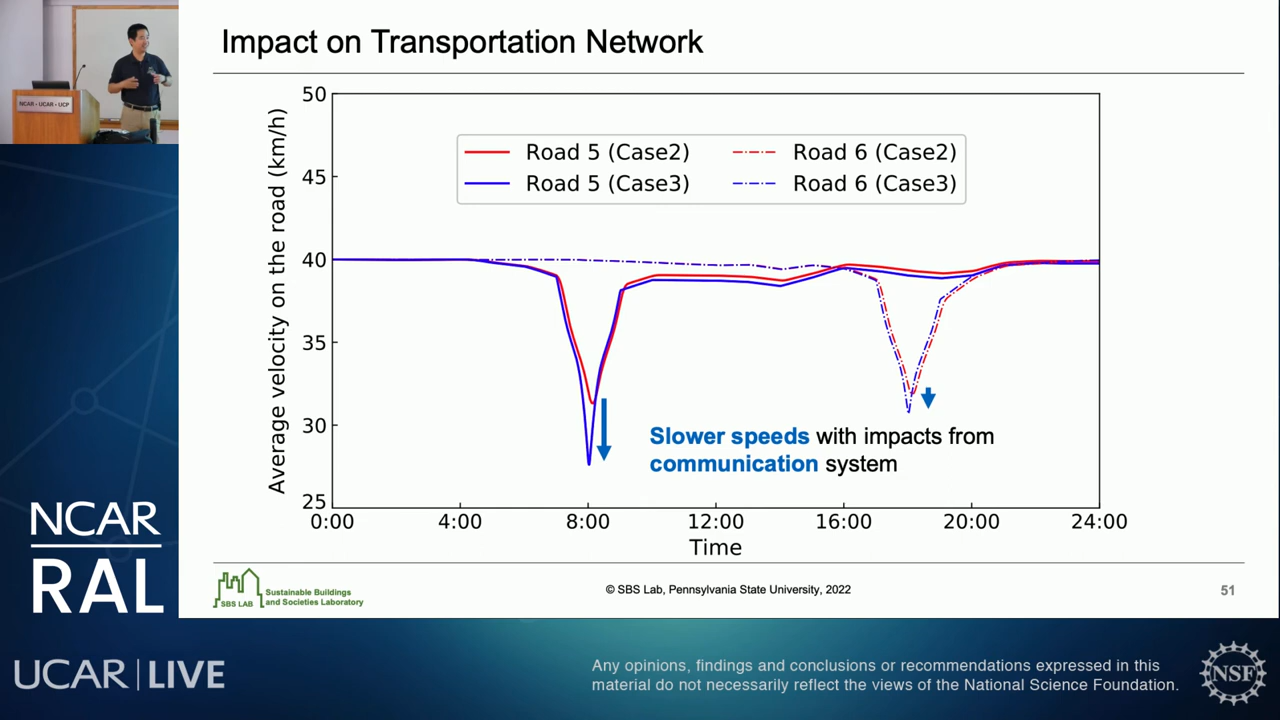 Impact on Transportation Network
NCAR - UCAR - UCP
Average velocity on the road (km/h)
50
45
40
35
30
25
Road 5 (Case2)
Road 6 (Case2)
Road 5 (Case3)
Road 6 (Case3)
Slower speeds with impacts from
communication system
0:00
4:00
8:00
12:00
16:00
20:00
24:00
Time
NCAR
RAL
SBS LAB
Sustainable Buildings
and Societies Laboratory
© SBS Lab, Pennsylvania State University, 2022
51
UCAR | LIVE
Any opinions, findings and conclusions or recommendations expressed in this
material do not necessarily reflect the views of the National Science Foundation.
NSF